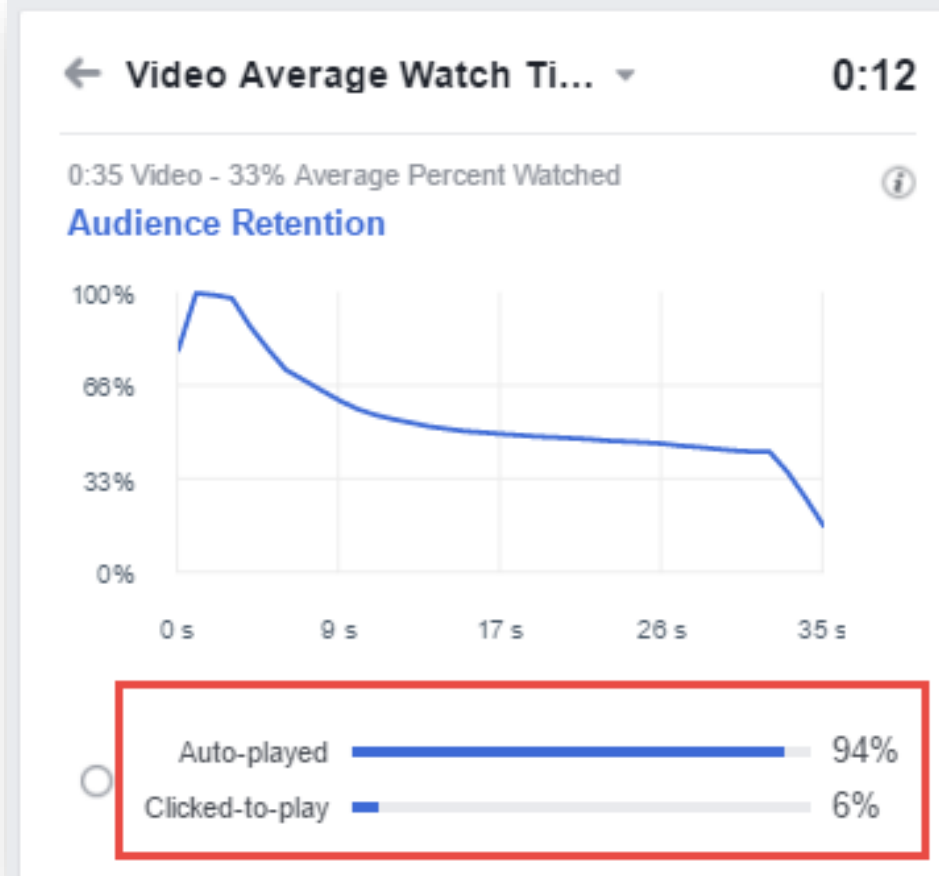 Video Average Watch Ti... 0:12
0:35 Video - 33% Average Percent Watched
i
Audience Retention
100%
66%
33%
0%
0 s 9 s 17 s 26 s 35 s
Auto-played 94%
Clicked-to-play 6%